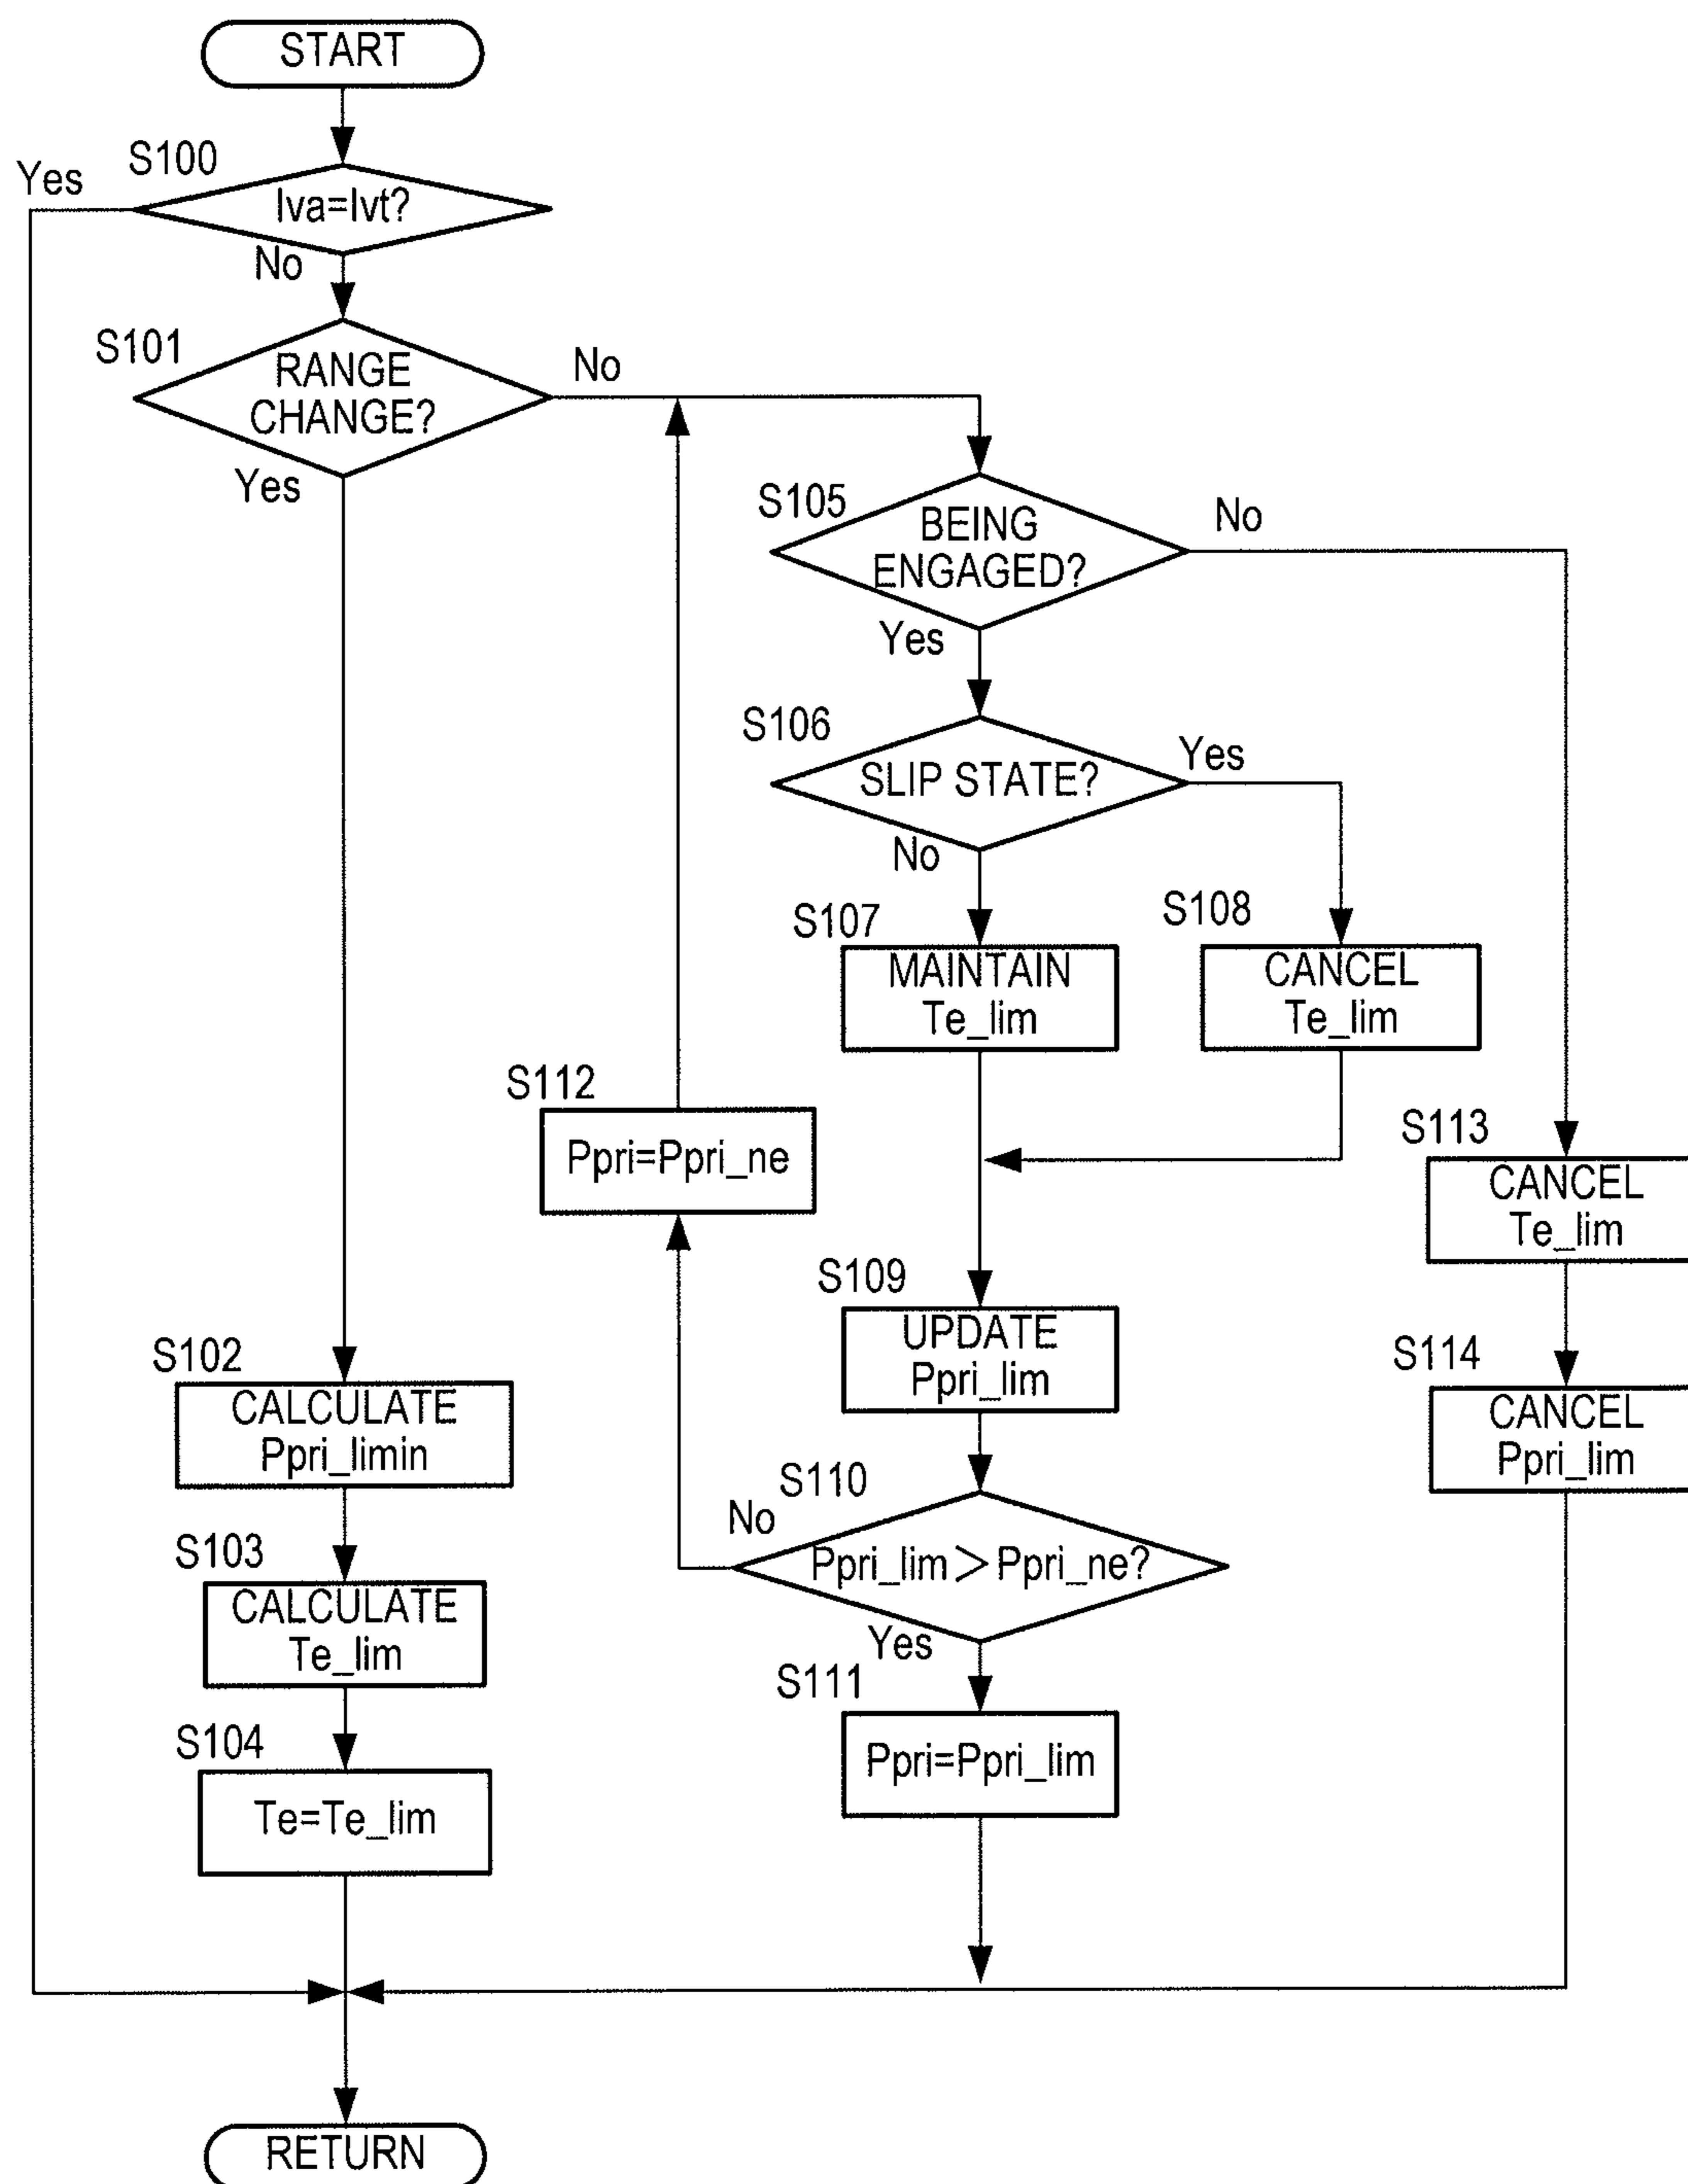 START
S100
Yes
Iva=Ivt?
No
S101
RANGE
CHANGE?
No
Yes
S105
BEING
ENGAGED?
No
Yes
S106
SLIP STATE?
Yes
No
S107
MAINTAIN
Te_lim
S108
CANCEL
Te_lim
S112
Ppri=Ppri_ne
S113
CANCEL
Te_lim
S109
UPDATE
Ppri_lim
S102
CALCULATE
Ppri_limin
S114
CANCEL
Ppri_lim
S110
No
Ppri_lim>Ppri_ne?
Yes
S103
CALCULATE
Te_lim
S111
Ppri=Ppri_lim
S104
Te=Te_lim
RETURN